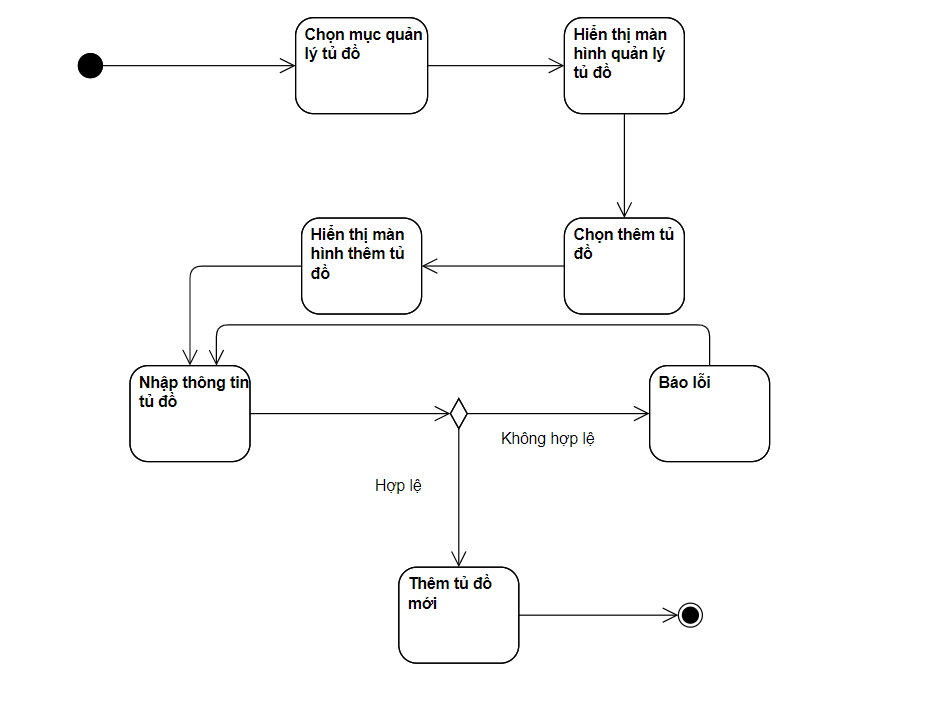 Chọn mục quản
lý tủ đồ
Hiển thị màn
hình quản lý
tủ đồ
Chọn thêm tủ
đồ
Hiển thị màn
hình thêm tủ
đồ
Nhập thông tin
tủ đồ
Không hợp lệ
Báo lỗi
Hợp lệ
Thêm tủ đồ
mới